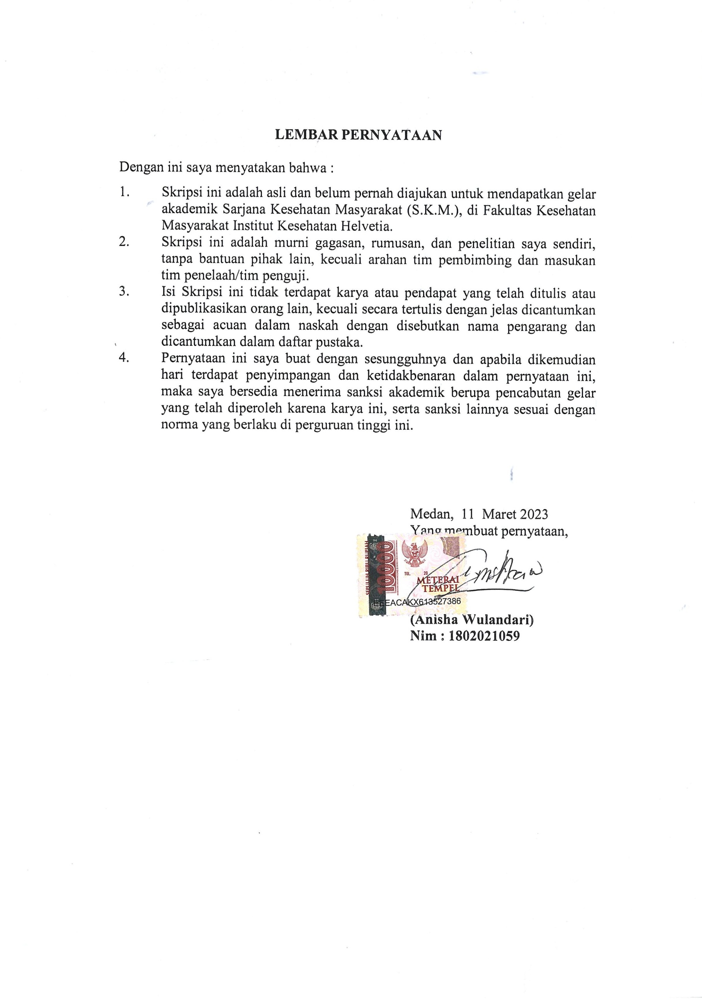 LEMBAR PERNYATAAN
Dengan ini saya menyatakan bahwa :
1. Skripsi ini adalah asli dan belum pernah diajukan untuk mendapatkan gelar
akademik Sarjana Kesehatan Masyarakat (S.K.M.), di Fakultas Kesehatan
Masyarakat Institut Kesehatan Helvetia.
2. Skripsi ini adalah murni gagasan, rumusan, dan penelitian saya sendiri,
tanpa bantuan pihak lain, kecuali arahan tim pembimbing dan masukan
tim penelaah/tim penguji.
3. Isi Skripsi ini tidak terdapat karya atau pendapat yang telah ditulis atau
dipublikasikan orang lain, kecuali secara tertulis dengan jelas dicantumkan
sebagai acuan dalam naskah dengan disebutkan nama pengarang dan
dicantumkan dalam daftar pustaka.
4. Pernyataan ini saya buat dengan sesungguhnya dan apabila dikemudian
hari terdapat penyimpangan dan ketidakbenaran dalam pernyataan ini,
maka saya bersedia menerima sanksi akademik berupa pencabutan gelar
yang telah diperoleh karena karya ini, serta sanksi lainnya sesuai dengan
norma yang berlaku di perguruan tinggi ini.
Medan, 11 Maret 2023
Yang membuat pernyataan,
SEPULUH RIBU RUPIAH
10000
TGL. 20
METERAI
TEMPEL
EACAKX613527386
(Anisha Wulandari)
Nim : 1802021059